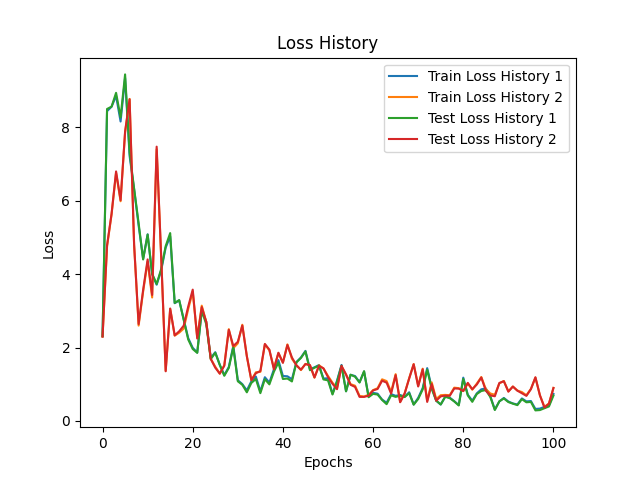 Loss History
Train Loss History 1
Train Loss History 2
Test Loss History 1
Test Loss History 2
Loss
8
6
4
2
0
0 20 40 60 80 100
Epochs